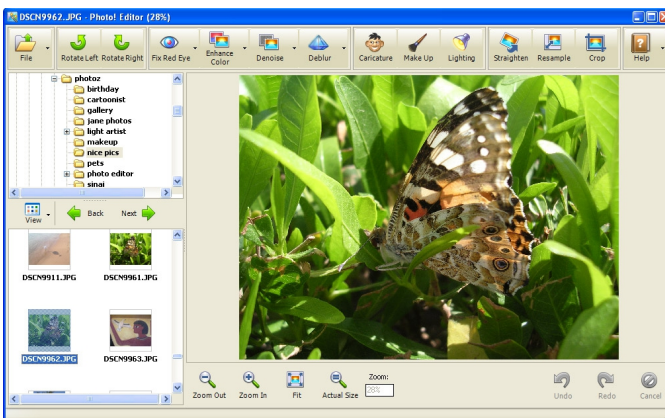 DSCN9962.JPG - Photo! Editor (28%)
File Rotate Left Rotate Right Fix Red Eye Enhance Color Denoise Deblur Caricature Make Up Lighting Straighten Resample Crop Help
photoz
birthday
cartoonist
gallery
jane photos
light artist
makeup
nice pics
pets
photo editor
sinai
View Back Next
DSCN9911.JPG DSCN9961.JPG
DSCN9962.JPG DSCN9963.JPG
Zoom Out Zoom In Fit Actual Size Zoom: 28% Undo Redo Cancel